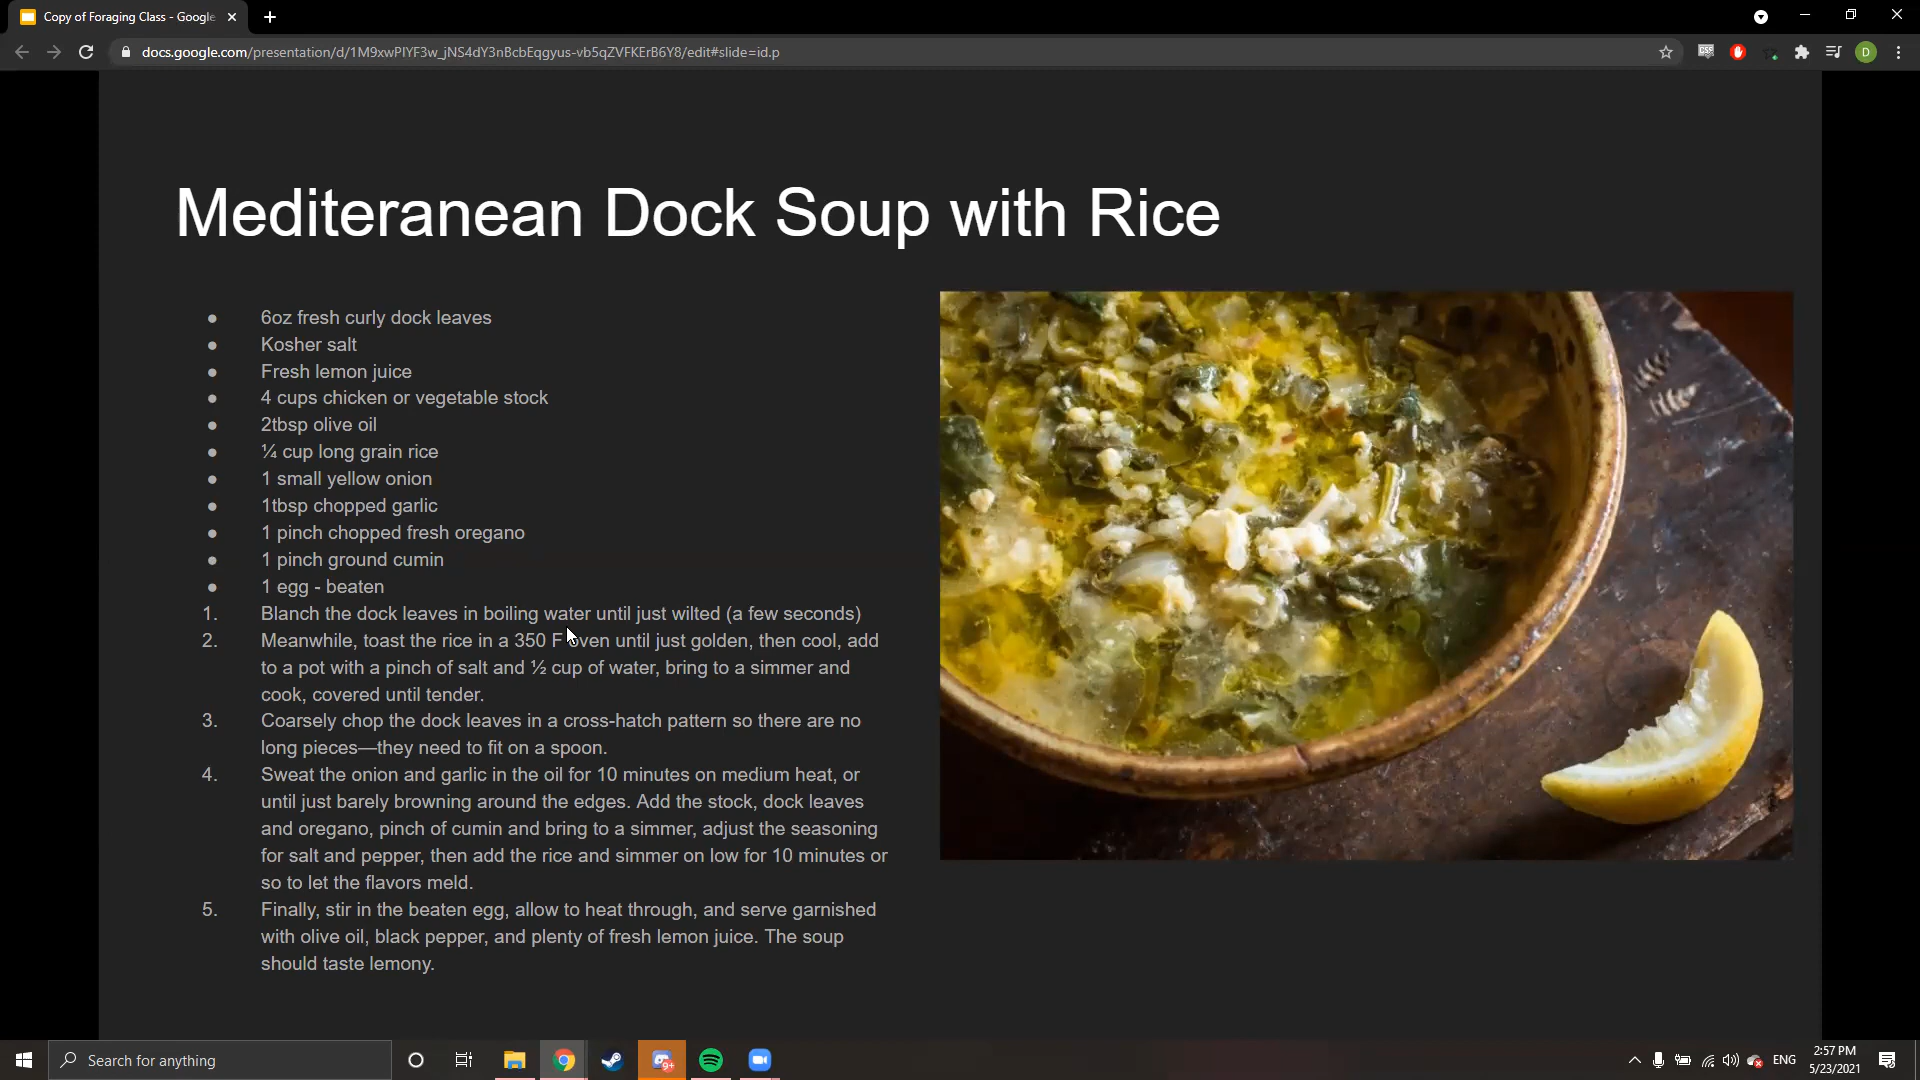 Copy of Foraging Class - Google
docs.google.com/presentation/d/1M9xwPIYF3w_jNS4dY3nBcbEqgyus-vb5qZVFKErB6Y8/edit#slide=id.p
D
Mediteranean Dock Soup with Rice
● 6oz fresh curly dock leaves
● Kosher salt
● Fresh lemon juice
● 4 cups chicken or vegetable stock
● 2tbsp olive oil
● ¼ cup long grain rice
● 1 small yellow onion
● 1tbsp chopped garlic
● 1 pinch chopped fresh oregano
● 1 pinch ground cumin
● 1 egg - beaten
1. Blanch the dock leaves in boiling water until just wilted (a few seconds)
2. Meanwhile, toast the rice in a 350 F oven until just golden, then cool, add
to a pot with a pinch of salt and ½ cup of water, bring to a simmer and
cook, covered until tender.
3. Coarsely chop the dock leaves in a cross-hatch pattern so there are no
long pieces—they need to fit on a spoon.
4. Sweat the onion and garlic in the oil for 10 minutes on medium heat, or
until just barely browning around the edges. Add the stock, dock leaves
and oregano, pinch of cumin and bring to a simmer, adjust the seasoning
for salt and pepper, then add the rice and simmer on low for 10 minutes or
so to let the flavors meld.
5. Finally, stir in the beaten egg, allow to heat through, and serve garnished
with olive oil, black pepper, and plenty of fresh lemon juice. The soup
should taste lemony.
Search for anything
9+
ENG
2:57 PM
5/23/2021